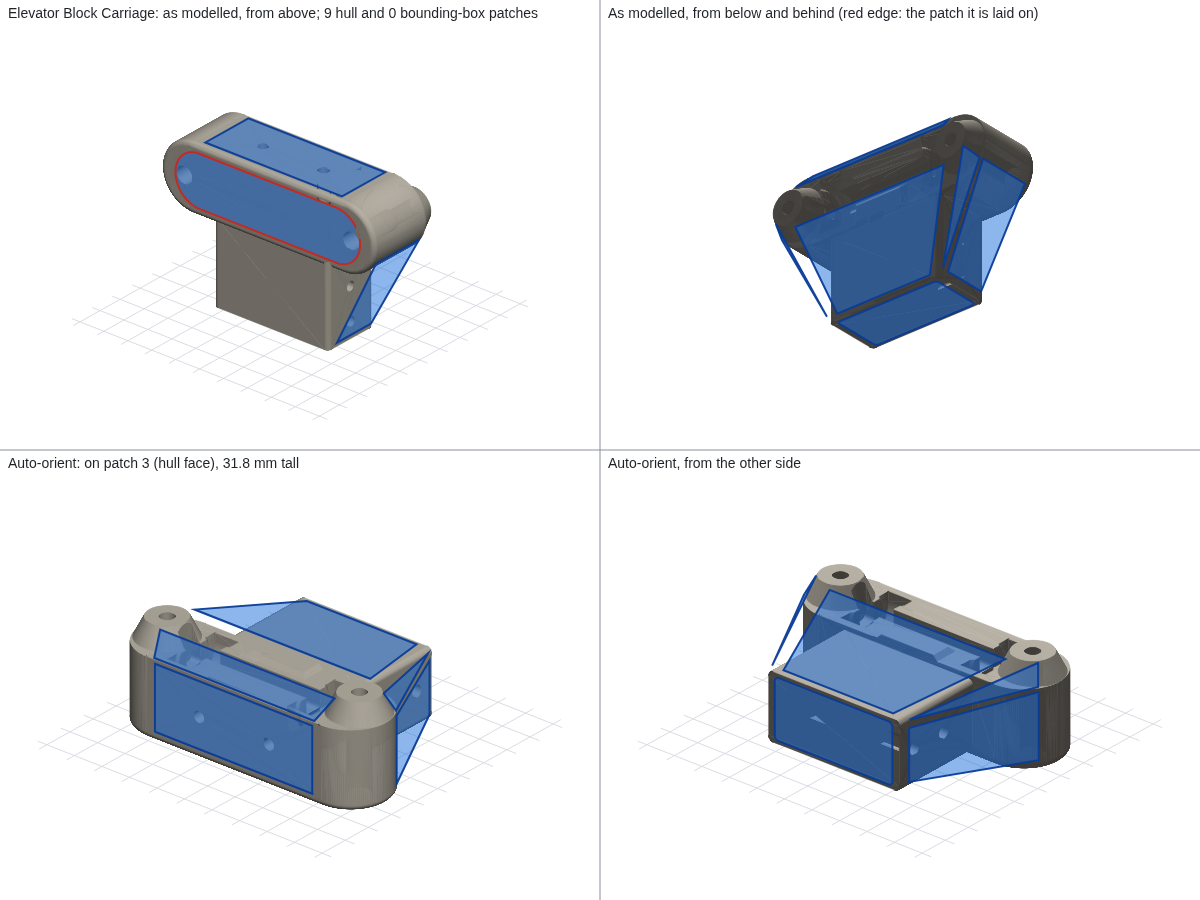 Elevator Block Carriage: as modelled, from above; 9 hull and 0 bounding-box patches
As modelled, from below and behind (red edge: the patch it is laid on)
Auto-orient: on patch 3 (hull face), 31.8 mm tall
Auto-orient, from the other side